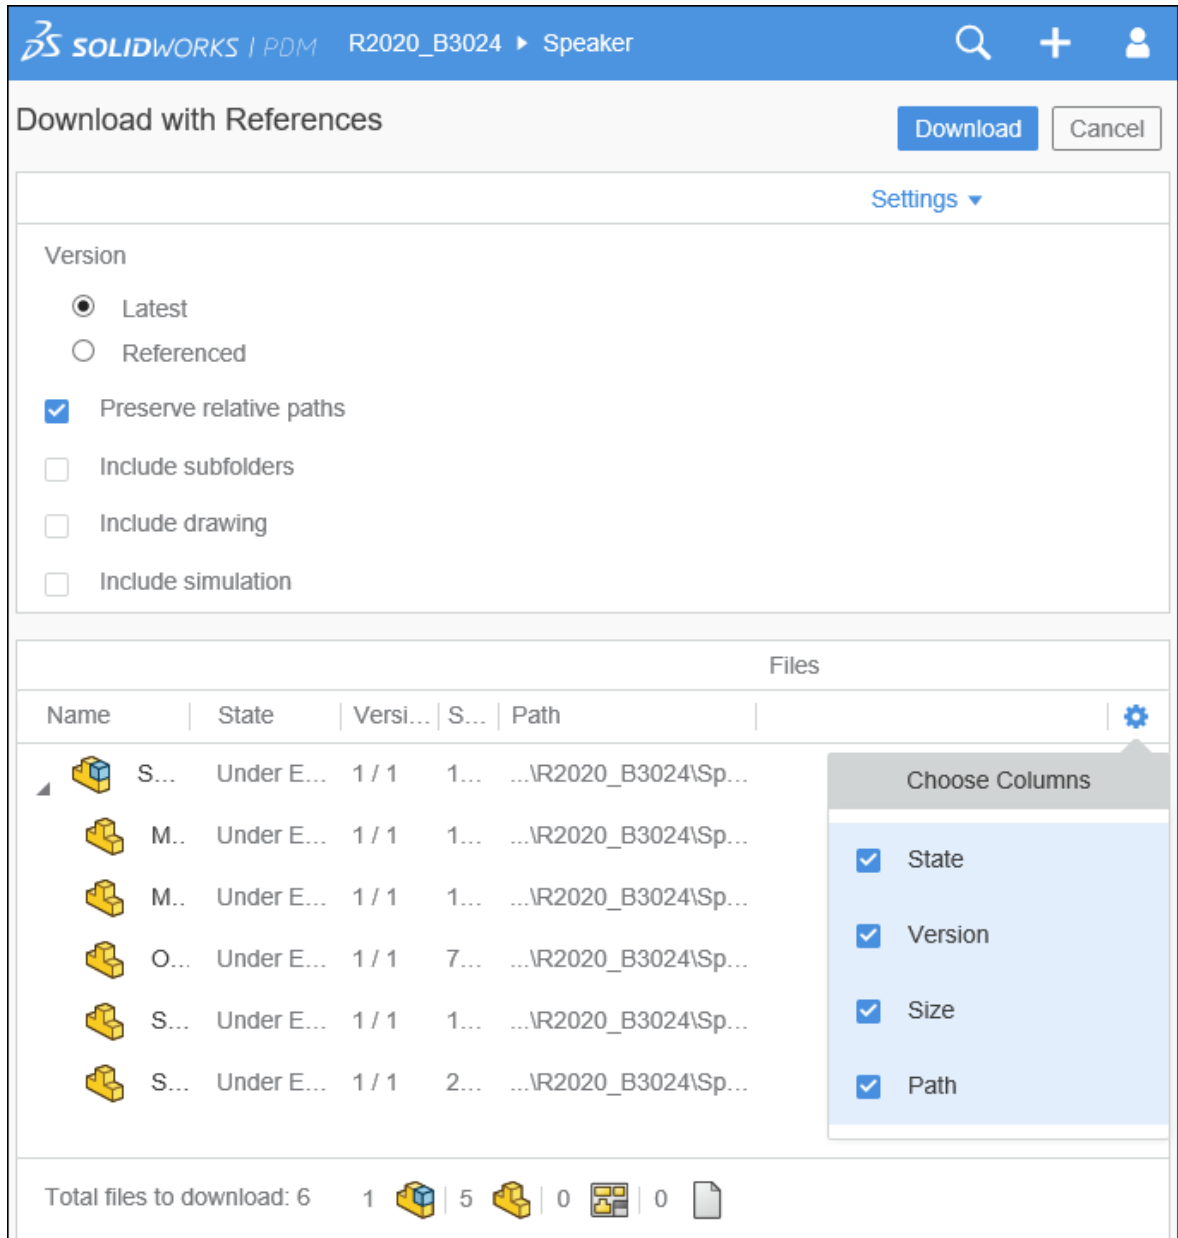 SOLIDWORKS | PDM R2020_B3024 ▸ Speaker
Download with References
Download Cancel
Settings
Version
Latest
Referenced
Preserve relative paths
Include subfolders
Include drawing
Include simulation
Files
Name State Versi... S... Path
S... Under E... 1 / 1 1... ...\R2020_B3024\Sp...
M.. Under E... 1 / 1 1... ...\R2020_B3024\Sp...
M.. Under E... 1 / 1 1... ...\R2020_B3024\Sp...
O... Under E... 1 / 1 7... ...\R2020_B3024\Sp...
S... Under E... 1 / 1 1... ...\R2020_B3024\Sp...
S... Under E... 1 / 1 2... ...\R2020_B3024\Sp...
Choose Columns
State
Version
Size
Path
Total files to download: 6 1 5 0 0